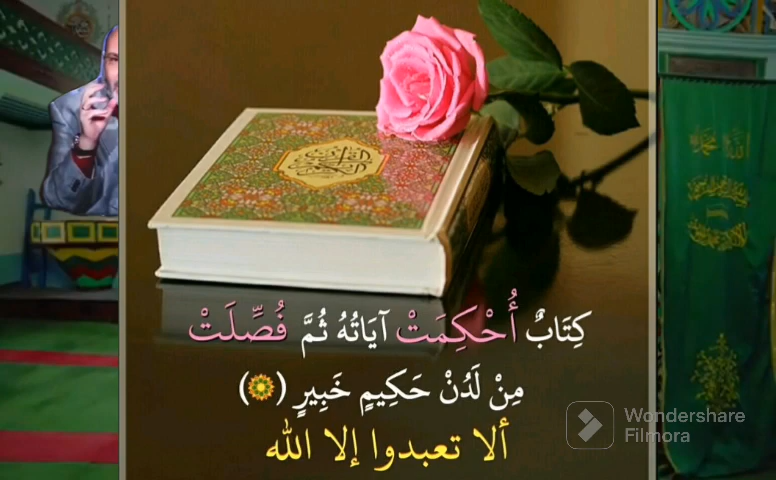 كِتَابٌ أُحْكِمَتْ آيَاتُهُ ثُمَّ فُصِّلَتْ
مِنْ لَدُنْ حَكِيمٍ خَبِيرٍ ( )
ألا تعبدوا إلا الله
Wondershare
Filmora